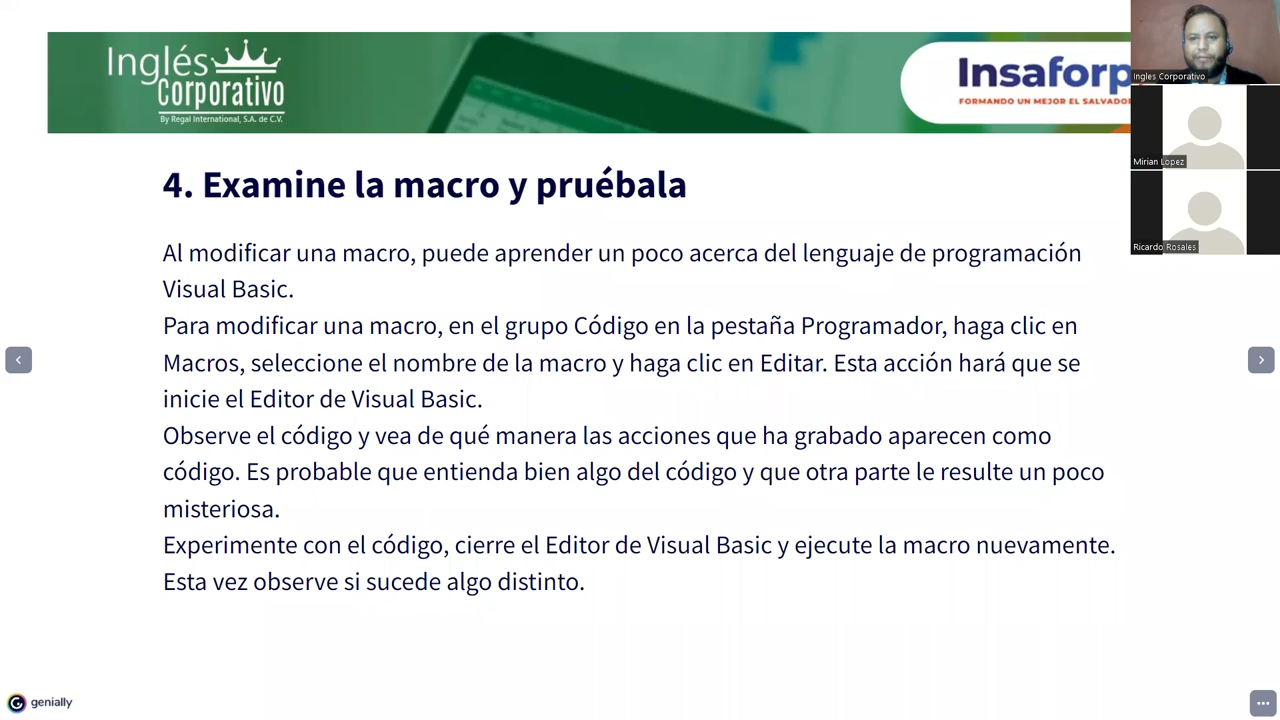 Inglés
Corporativo
By Regal International, S.A. de C.V.
Insaforp
FORMANDO UN MEJOR EL SALVADOR
Ingles Corporativo
Mirian Lopez
Ricardo Rosales
4. Examine la macro y pruébala
Al modificar una macro, puede aprender un poco acerca del lenguaje de programación
Visual Basic.
Para modificar una macro, en el grupo Código en la pestaña Programador, haga clic en
Macros, seleccione el nombre de la macro y haga clic en Editar. Esta acción hará que se
inicie el Editor de Visual Basic.
Observe el código y vea de qué manera las acciones que ha grabado aparecen como
código. Es probable que entienda bien algo del código y que otra parte le resulte un poco
misteriosa.
Experimente con el código, cierre el Editor de Visual Basic y ejecute la macro nuevamente.
Esta vez observe si sucede algo distinto.
genially